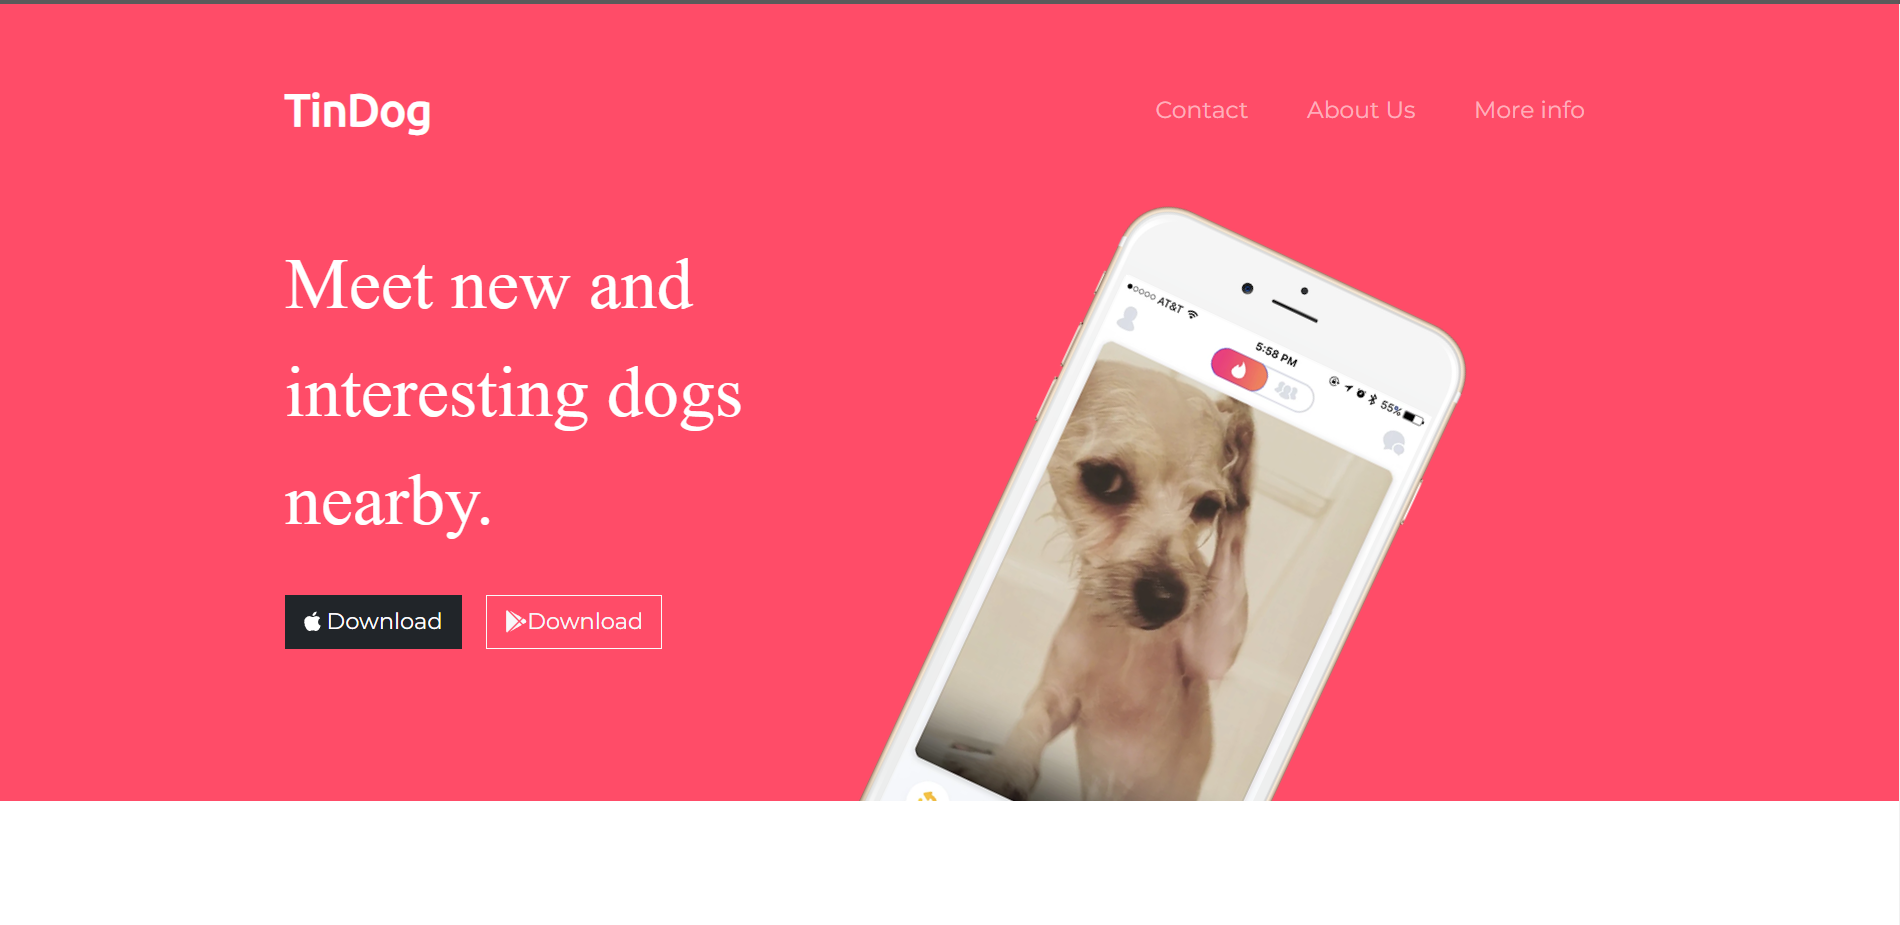 TinDog
Contact
About Us
More info
Meet new and
interesting dogs
nearby.
Download
Download
AT&T
5:58 PM
55%